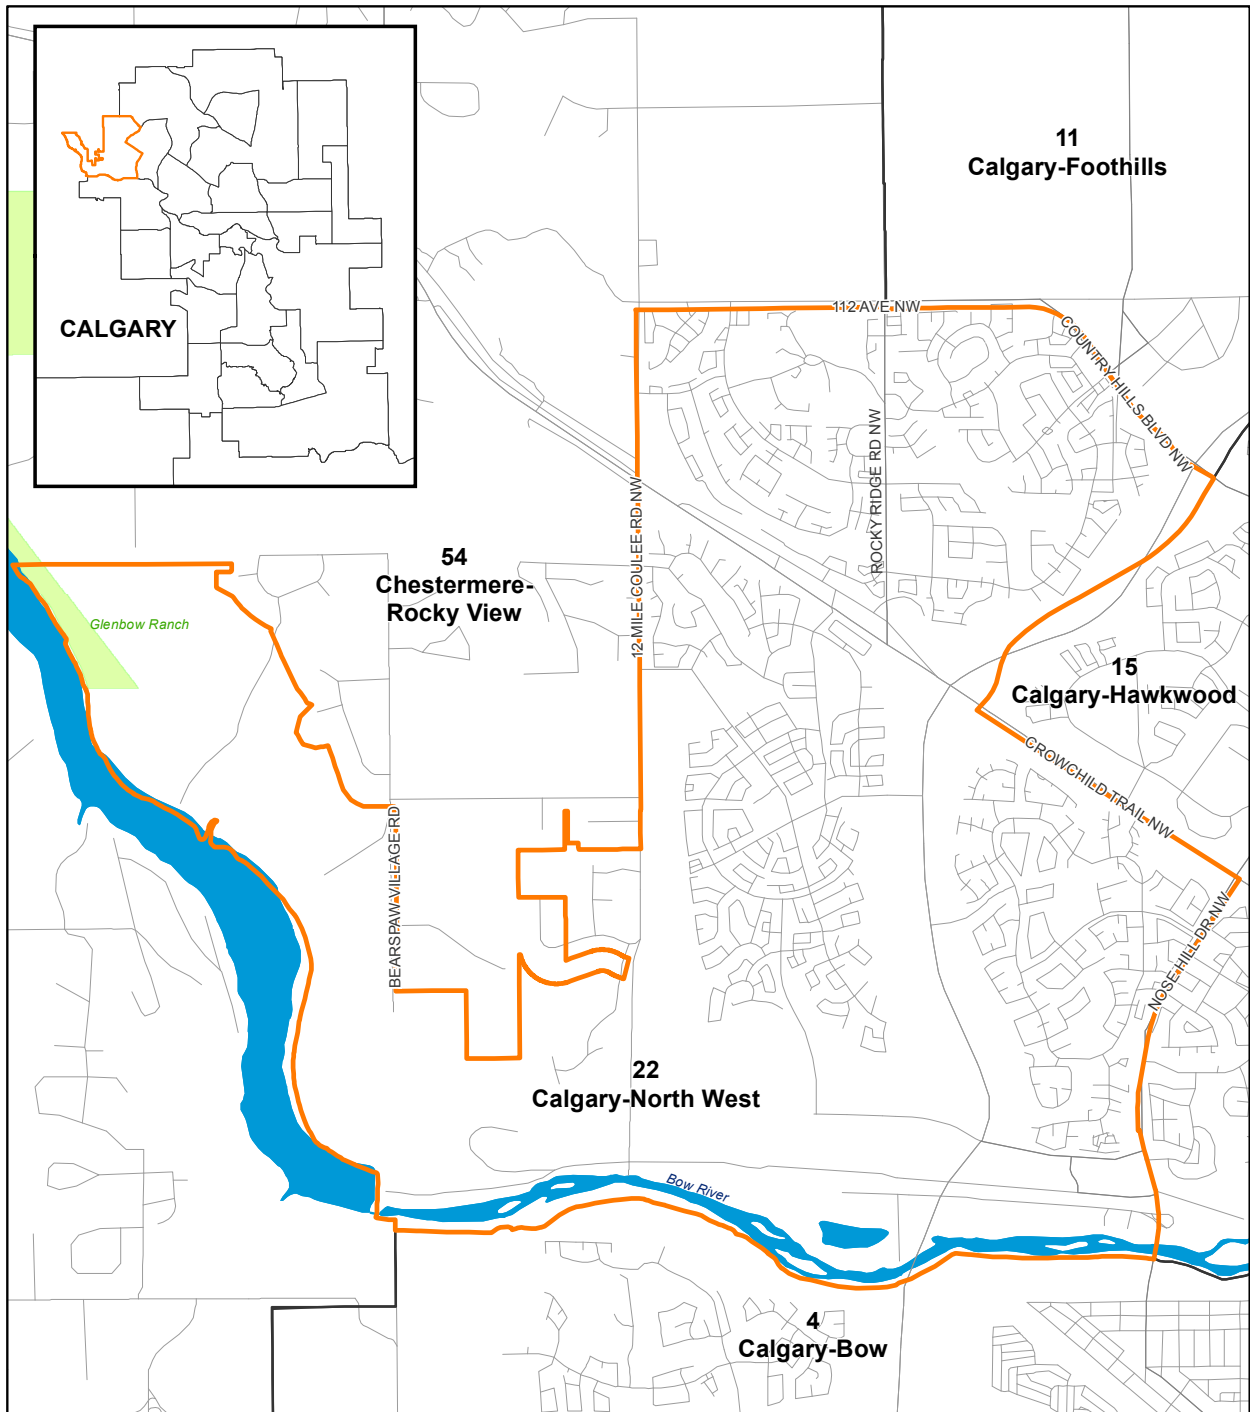 11
Calgary-Foothills
CALGARY
112 AVE NW
COUNTRY HILLS BLVD NW
ROCKY RIDGE RD NW
12 MILE COULEE RD NW
54
Chestermere-
Rocky View
Glenbow Ranch
15
Calgary-Hawkwood
CROWCHILD TRAIL NW
BEARSPAW VILLAGE RD
NOSE HILL DR NW
22
Calgary-North West
Bow River
4
Calgary-Bow